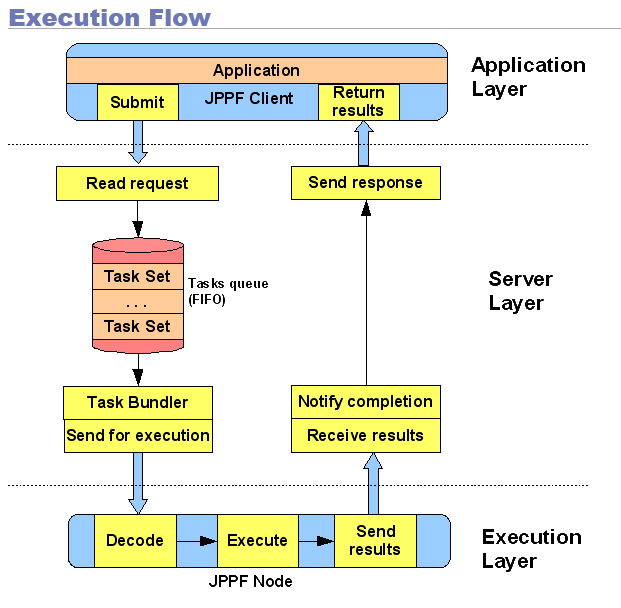 Execution Flow
Application
Submit
JPPF Client
Return
results
Application
Layer
Read request
Send response
Task Set
. . .
Task Set
Tasks queue
(FIFO)
Server
Layer
Task Bundler
Send for execution
Notify completion
Receive results
Decode
Execute
Send
results
JPPF Node
Execution
Layer